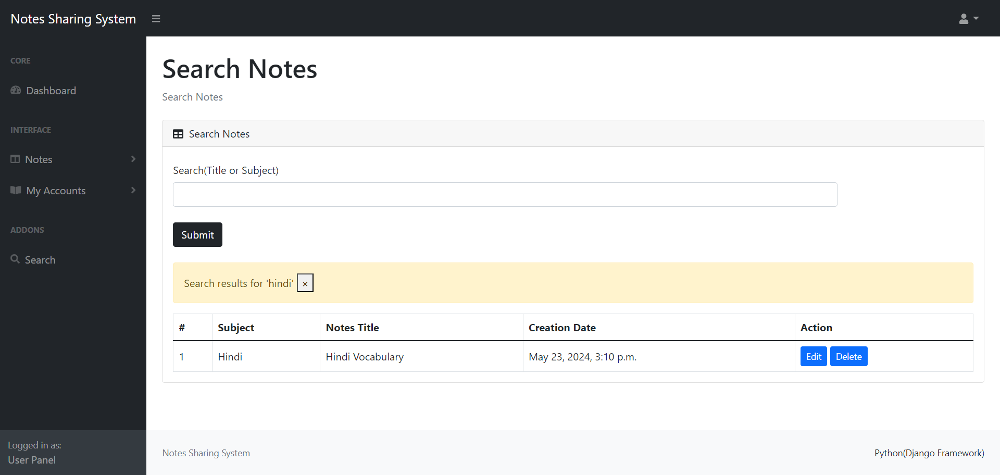 Notes Sharing System
CORE
Dashboard
INTERFACE
Notes
My Accounts
ADDONS
Search
Logged in as:
User Panel
Search Notes
Search Notes
Search Notes
Search(Title or Subject)
Submit
Search results for 'hindi' ×
# Subject Notes Title Creation Date Action
1 Hindi Hindi Vocabulary May 23, 2024, 3:10 p.m. Edit Delete
Notes Sharing System Python(Django Framework)